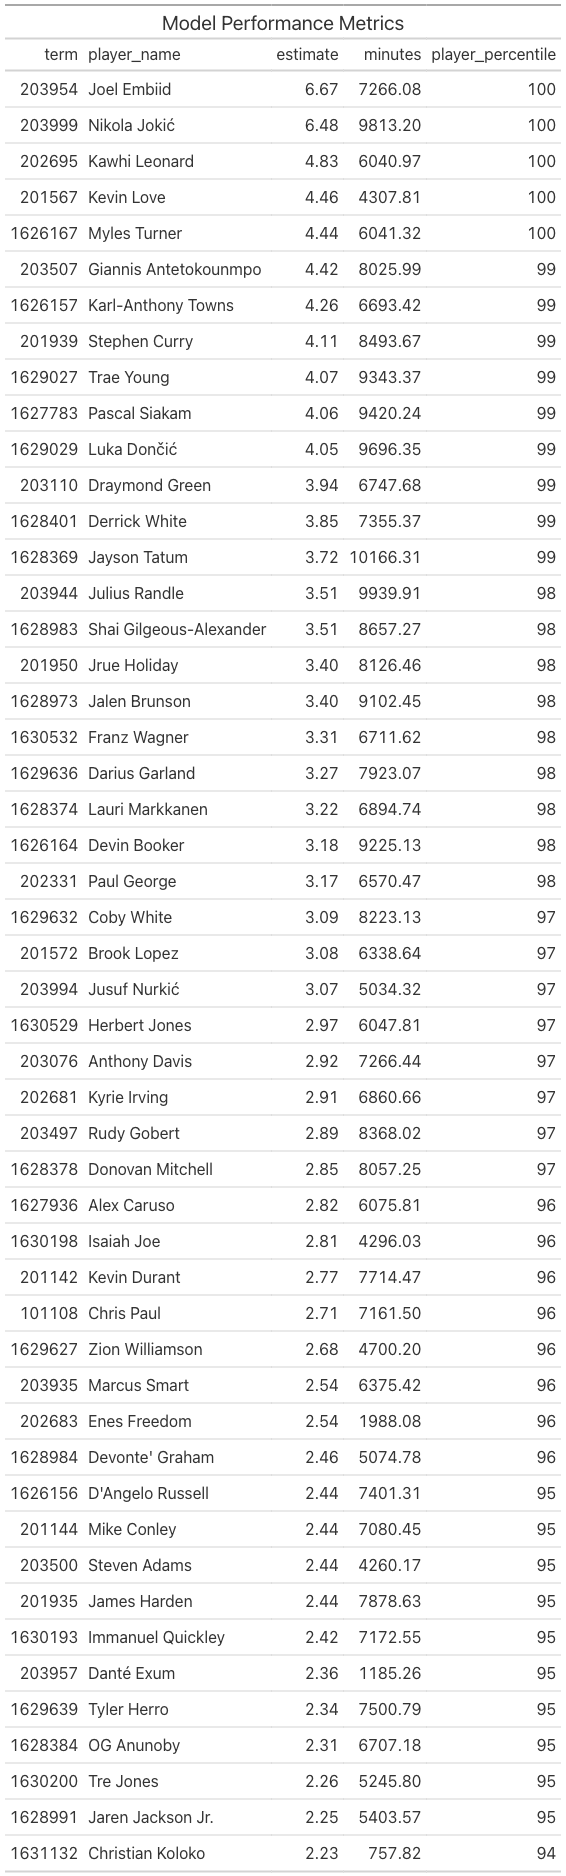 Model Performance Metrics
term player_name estimate minutes player_percentile
203954 Joel Embiid 6.67 7266.08 100
203999 Nikola Jokić 6.48 9813.20 100
202695 Kawhi Leonard 4.83 6040.97 100
201567 Kevin Love 4.46 4307.81 100
1626167 Myles Turner 4.44 6041.32 100
203507 Giannis Antetokounmpo 4.42 8025.99 99
1626157 Karl-Anthony Towns 4.26 6693.42 99
201939 Stephen Curry 4.11 8493.67 99
1629027 Trae Young 4.07 9343.37 99
1627783 Pascal Siakam 4.06 9420.24 99
1629029 Luka Dončić 4.05 9696.35 99
203110 Draymond Green 3.94 6747.68 99
1628401 Derrick White 3.85 7355.37 99
1628369 Jayson Tatum 3.72 10166.31 99
203944 Julius Randle 3.51 9939.91 98
1628983 Shai Gilgeous-Alexander 3.51 8657.27 98
201950 Jrue Holiday 3.40 8126.46 98
1628973 Jalen Brunson 3.40 9102.45 98
1630532 Franz Wagner 3.31 6711.62 98
1629636 Darius Garland 3.27 7923.07 98
1628374 Lauri Markkanen 3.22 6894.74 98
1626164 Devin Booker 3.18 9225.13 98
202331 Paul George 3.17 6570.47 98
1629632 Coby White 3.09 8223.13 97
201572 Brook Lopez 3.08 6338.64 97
203994 Jusuf Nurkić 3.07 5034.32 97
1630529 Herbert Jones 2.97 6047.81 97
203076 Anthony Davis 2.92 7266.44 97
202681 Kyrie Irving 2.91 6860.66 97
203497 Rudy Gobert 2.89 8368.02 97
1628378 Donovan Mitchell 2.85 8057.25 97
1627936 Alex Caruso 2.82 6075.81 96
1630198 Isaiah Joe 2.81 4296.03 96
201142 Kevin Durant 2.77 7714.47 96
101108 Chris Paul 2.71 7161.50 96
1629627 Zion Williamson 2.68 4700.20 96
203935 Marcus Smart 2.54 6375.42 96
202683 Enes Freedom 2.54 1988.08 96
1628984 Devonte' Graham 2.46 5074.78 96
1626156 D'Angelo Russell 2.44 7401.31 95
201144 Mike Conley 2.44 7080.45 95
203500 Steven Adams 2.44 4260.17 95
201935 James Harden 2.44 7878.63 95
1630193 Immanuel Quickley 2.42 7172.55 95
203957 Danté Exum 2.36 1185.26 95
1629639 Tyler Herro 2.34 7500.79 95
1628384 OG Anunoby 2.31 6707.18 95
1630200 Tre Jones 2.26 5245.80 95
1628991 Jaren Jackson Jr. 2.25 5403.57 95
1631132 Christian Koloko 2.23 757.82 94